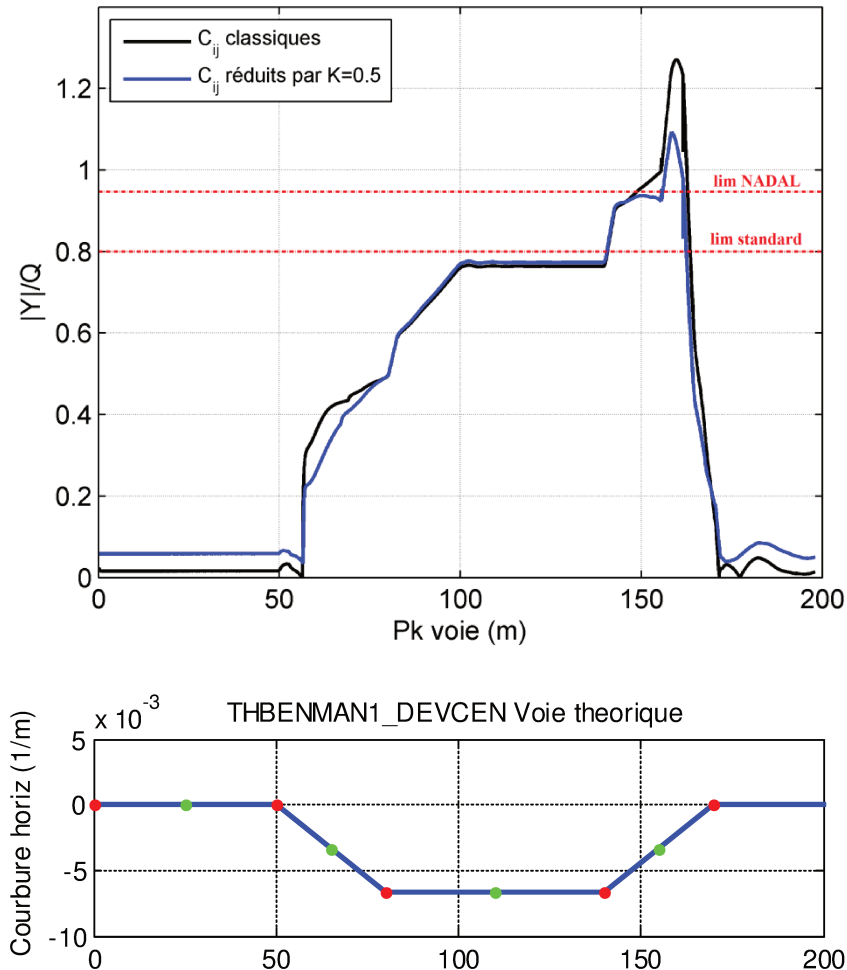 C_ij classiques
C_ij réduits par K=0.5
1.2
1
0.8
0.6
0.4
0.2
0
|Y|/Q
lim NADAL
lim standard
0 50 100 150 200
Pk voie (m)
x 10^-3
THBENMAN1_DEVCEN Voie theorique
5
0
-5
-10
Courbure horiz (1/m)
0 50 100 150 200